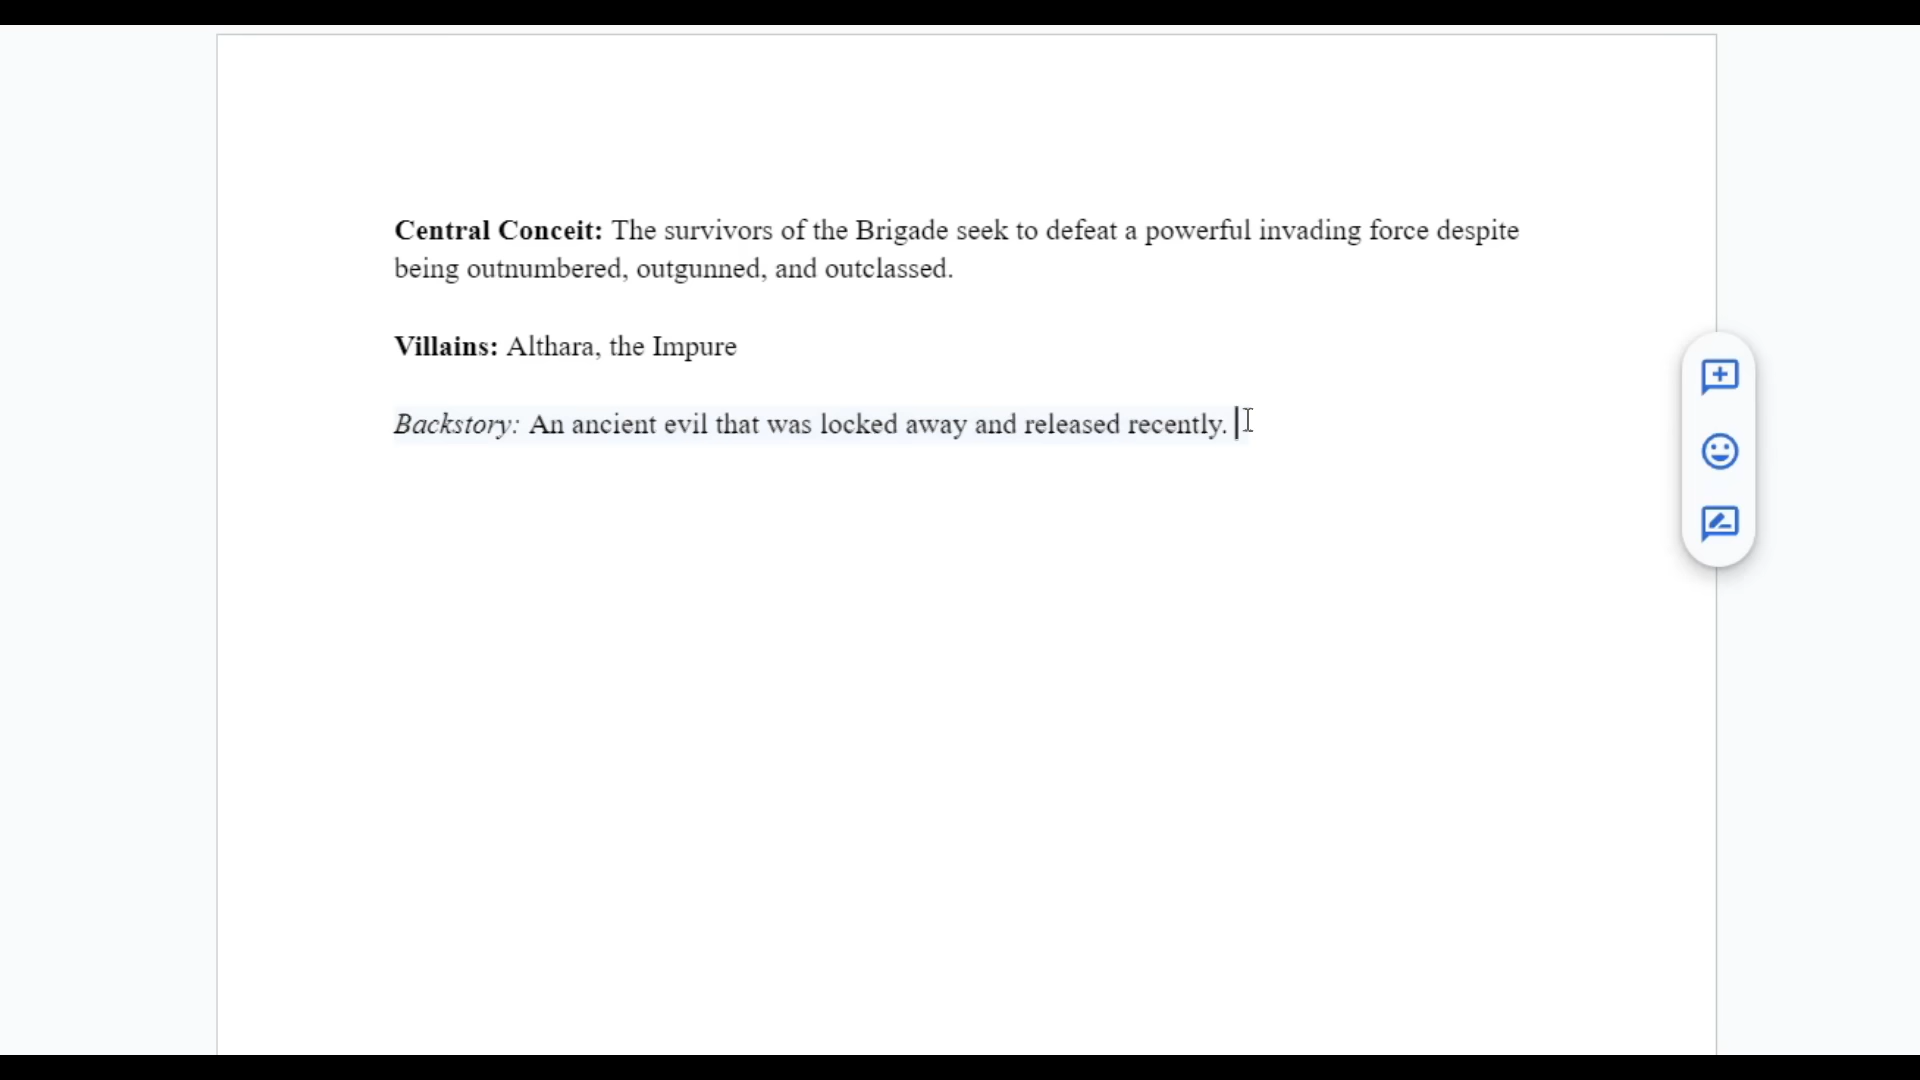 Central Conceit: The survivors of the Brigade seek to defeat a powerful invading force despite
being outnumbered, outgunned, and outclassed.
Villains: Althara, the Impure
Backstory: An ancient evil that was locked away and released recently.